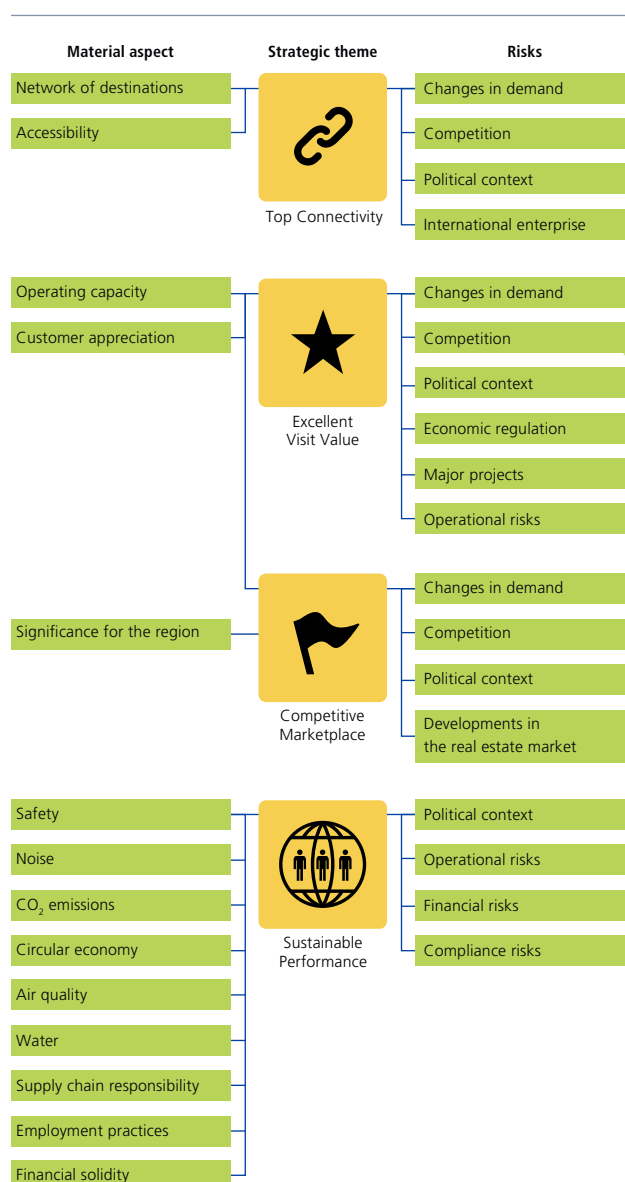 Material aspect
Strategic theme
Risks
Network of destinations
Accessibility
Top Connectivity
Changes in demand
Competition
Political context
International enterprise
Operating capacity
Customer appreciation
Excellent
Visit Value
Changes in demand
Competition
Political context
Economic regulation
Major projects
Operational risks
Significance for the region
Competitive
Marketplace
Changes in demand
Competition
Political context
Developments in
the real estate market
Safety
Noise
CO₂ emissions
Circular economy
Air quality
Water
Supply chain responsibility
Employment practices
Financial solidity
Sustainable
Performance
Political context
Operational risks
Financial risks
Compliance risks